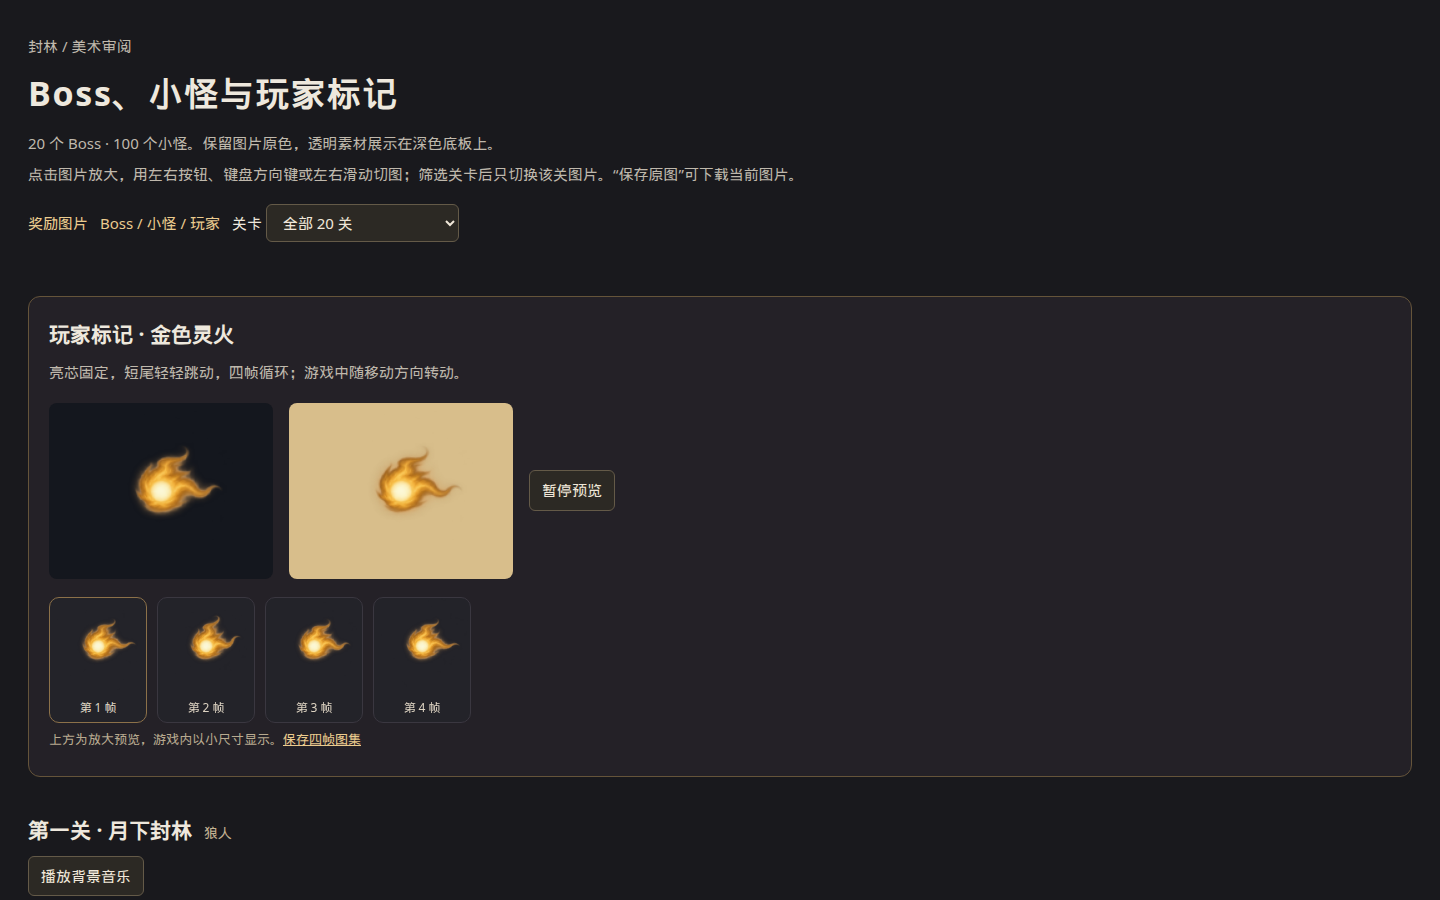 封林 / 美术审阅
Boss、小怪与玩家标记
20 个 Boss · 100 个小怪。保留图片原色，透明素材展示在深色底板上。
点击图片放大，用左右按钮、键盘方向键或左右滑动切图；筛选关卡后只切换该关图片。“保存原图”可下载当前图片。
奖励图片 Boss / 小怪 / 玩家 关卡 全部 20 关
玩家标记 · 金色灵火
亮芯固定，短尾轻轻跳动，四帧循环；游戏中随移动方向转动。
暂停预览
第 1 帧 第 2 帧 第 3 帧 第 4 帧
上方为放大预览，游戏内以小尺寸显示。保存四帧图集
第一关 · 月下封林 狼人
播放背景音乐